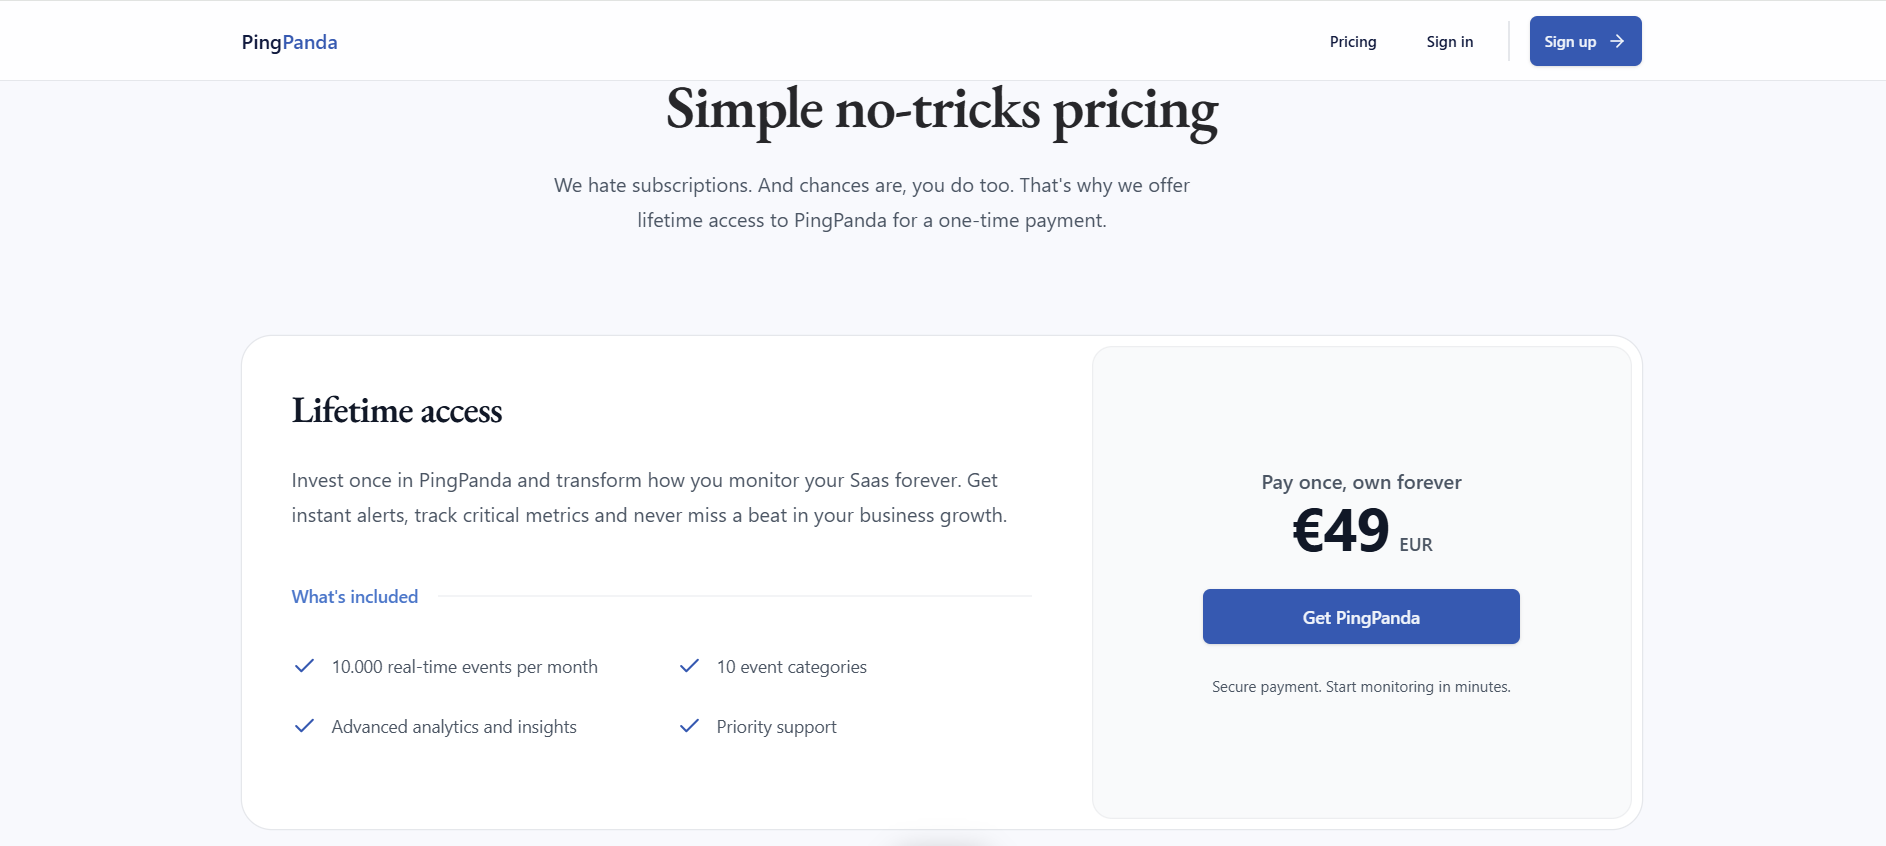 PingPanda
Pricing
Sign in
Sign up
Simple no-tricks pricing
We hate subscriptions. And chances are, you do too. That's why we offer
lifetime access to PingPanda for a one-time payment.
Lifetime access
Invest once in PingPanda and transform how you monitor your Saas forever. Get
instant alerts, track critical metrics and never miss a beat in your business growth.
What's included
10.000 real-time events per month
10 event categories
Advanced analytics and insights
Priority support
Pay once, own forever
€49 EUR
Get PingPanda
Secure payment. Start monitoring in minutes.